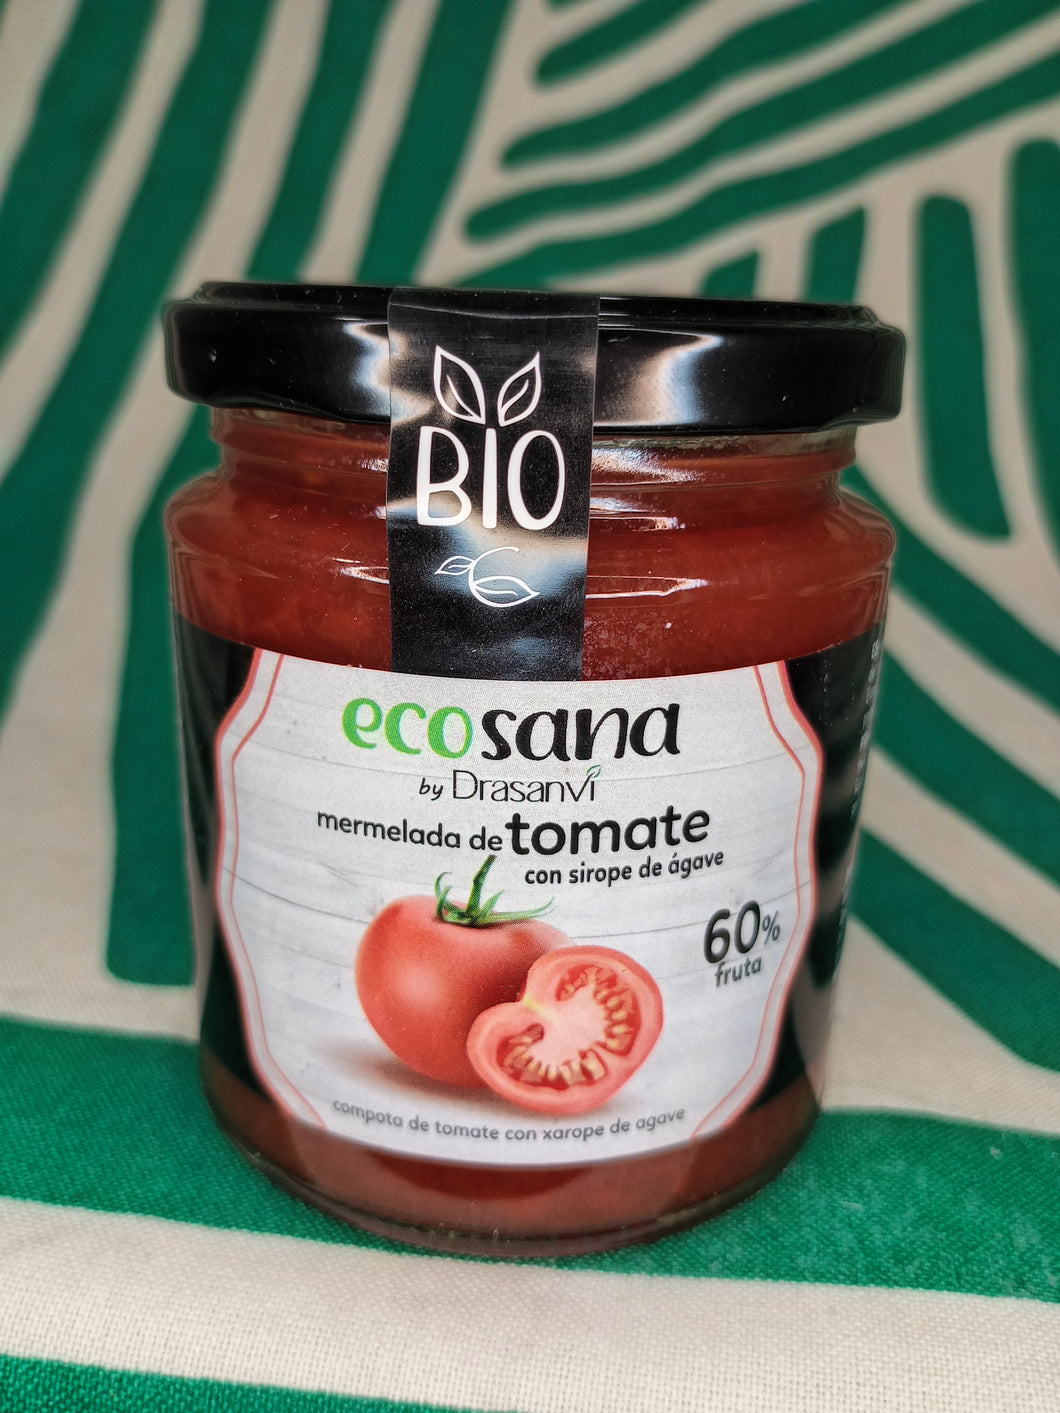 BIO
ecosana
by Drasanvi
mermelada de tomate
con sirope de ágave
60%
fruta
compota de tomate con xarope de agave